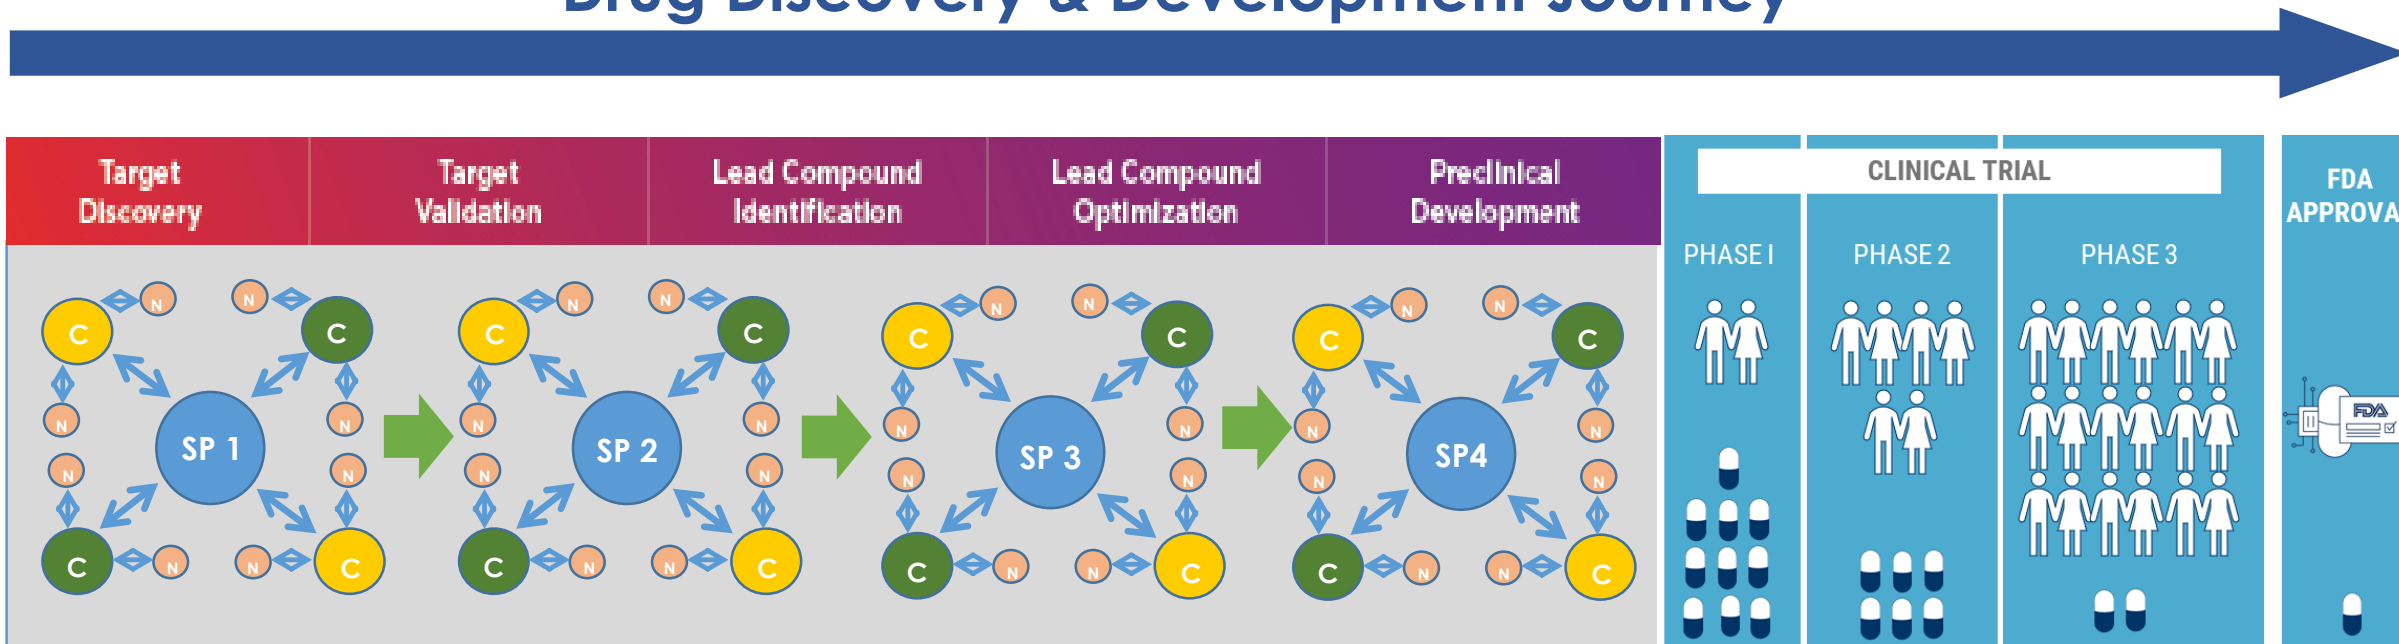 Drug Discovery & Development Journey
Target
Discovery
Target
Validation
Lead Compound
Identification
Lead Compound
Optimization
Preclinical
Development
CLINICAL TRIAL
PHASE I
PHASE 2
PHASE 3
FDA
APPROVA
C
N
N
C
N
N
SP 1
N
N
C
N
N
C
C
N
N
C
N
N
SP 2
N
N
C
N
N
C
C
N
N
C
N
N
SP 3
N
N
C
N
N
C
C
N
N
C
N
N
SP4
N
N
C
N
N
C
FDA